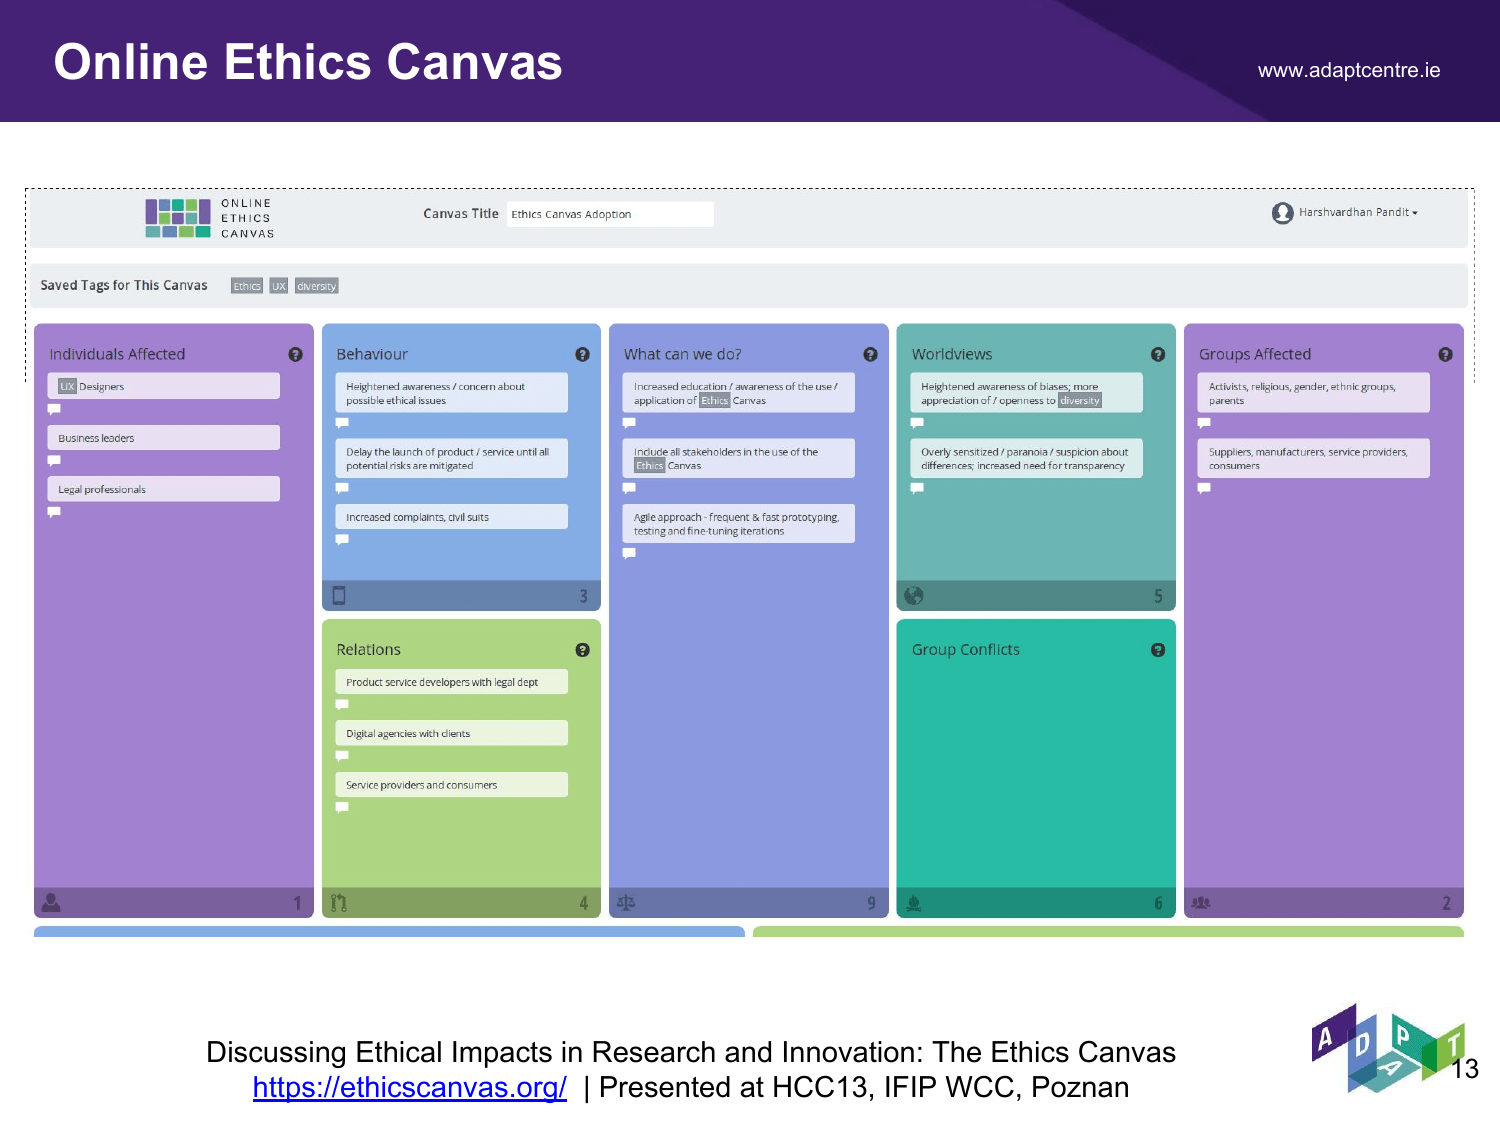 Online Ethics Canvas
www.adaptcentre.ie
ONLINE
ETHICS
CANVAS
Canvas Title Ethics Canvas Adoption
Harshvardhan Pandit
Saved Tags for This Canvas Ethics UX diversity
Individuals Affected
UX Designers
Business leaders
Legal professionals
1
Behaviour
Heightened awareness / concern about
possible ethical issues
Delay the launch of product / service until all
potential risks are mitigated
Increased complaints, civil suits
3
Relations
Product service developers with legal dept
Digital agencies with clients
Service providers and consumers
4
What can we do?
Increased education / awareness of the use /
application of Ethics Canvas
Include all stakeholders in the use of the
Ethics Canvas
Agile approach - frequent & fast prototyping,
testing and fine-tuning iterations
9
Worldviews
Heightened awareness of biases; more
appreciation of / openness to diversity
Overly sensitized / paranoia / suspicion about
differences; increased need for transparency
5
Group Conflicts
6
Groups Affected
Activists, religious, gender, ethnic groups,
parents
Suppliers, manufacturers, service providers,
consumers
2
Discussing Ethical Impacts in Research and Innovation: The Ethics Canvas
https://ethicscanvas.org/ | Presented at HCC13, IFIP WCC, Poznan
ADAPT
13